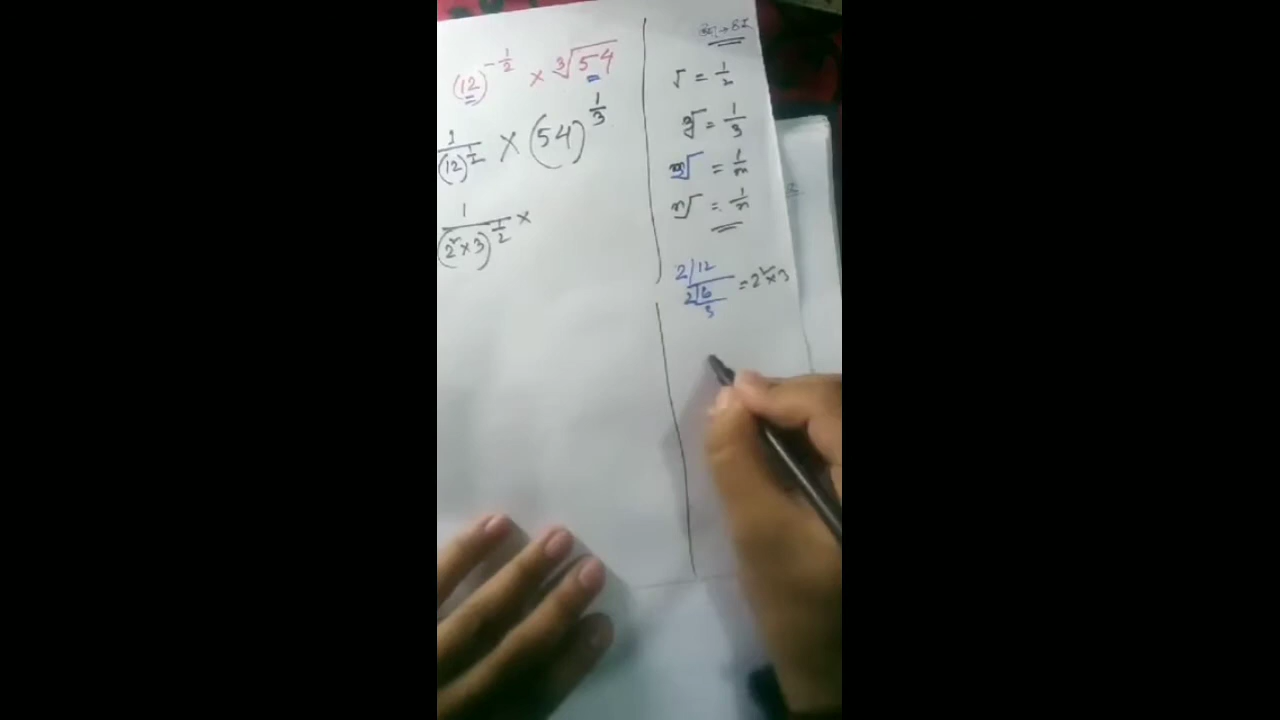 (12)^{-1/2} × ∛54
1/(12)^{1/2} × (54)^{1/3}
1/(2² × 3)^{1/2} ×
√ = 1/2
∛ = 1/3
ᵐ√ = 1/m
ⁿ√ = 1/n
2/12
2/6 = 2² × 3
3